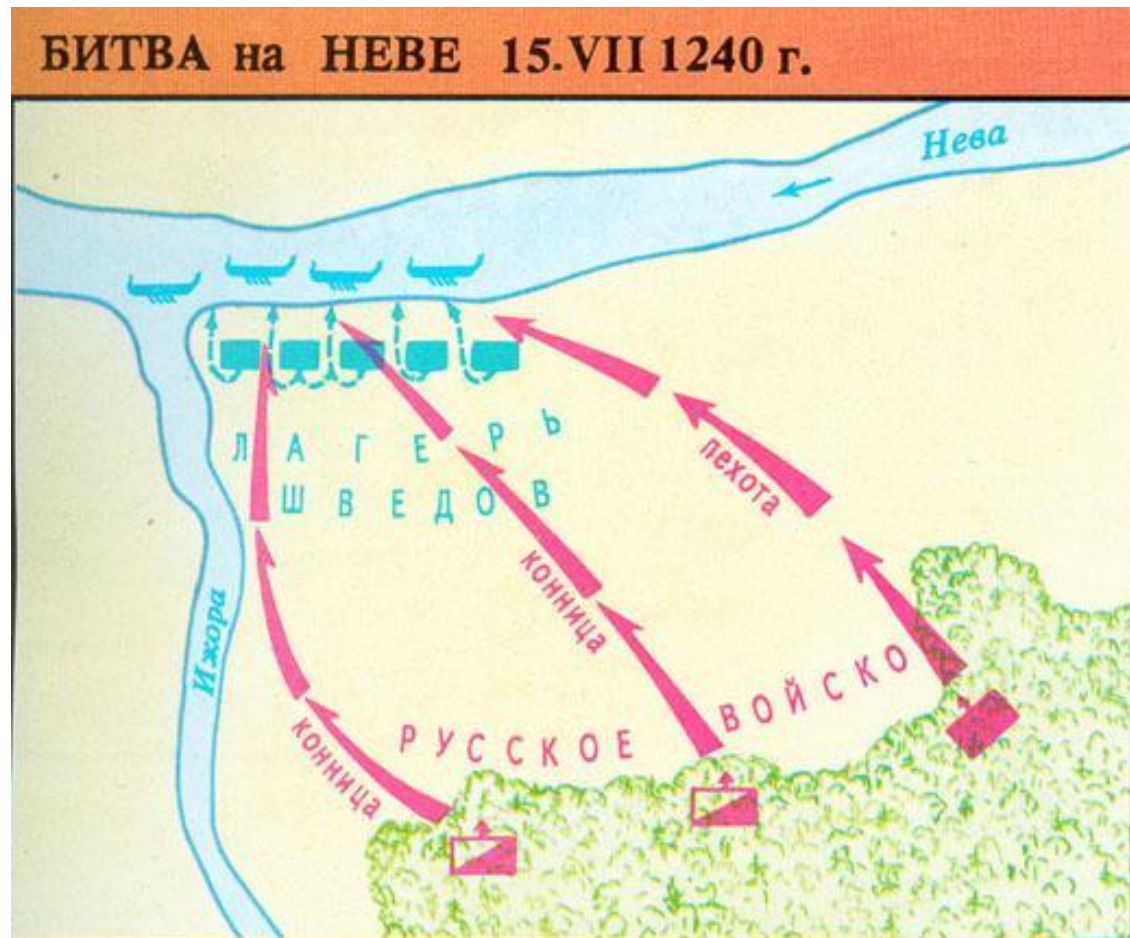 БИТВА на НЕВЕ 15.VII 1240 г.
Нева
ЛАГЕРЬ
ШВЕДОВ
пехота
конница
Ижора
РУССКОЕ ВОЙСКО
конница